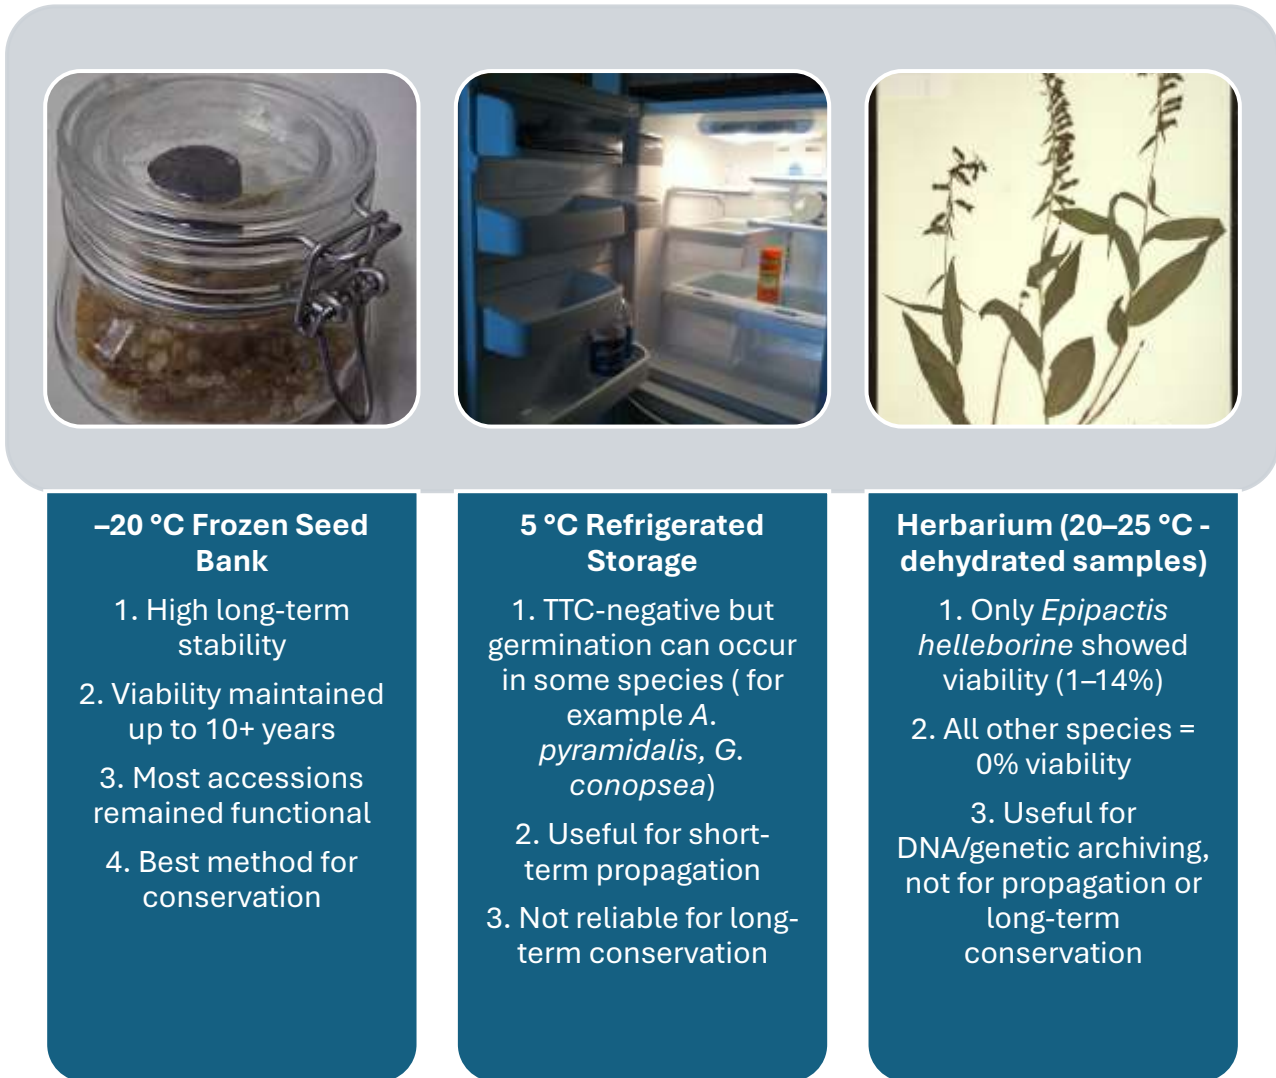 –20 °C Frozen Seed
Bank
1. High long-term
stability
2. Viability maintained
up to 10+ years
3. Most accessions
remained functional
4. Best method for
conservation
5 °C Refrigerated
Storage
1. TTC-negative but
germination can occur
in some species ( for
example A.
pyramidalis, G.
conopsea)
2. Useful for short-
term propagation
3. Not reliable for long-
term conservation
Herbarium (20–25 °C -
dehydrated samples)
1. Only Epipactis
helleborine showed
viability (1–14%)
2. All other species =
0% viability
3. Useful for
DNA/genetic archiving,
not for propagation or
long-term
conservation